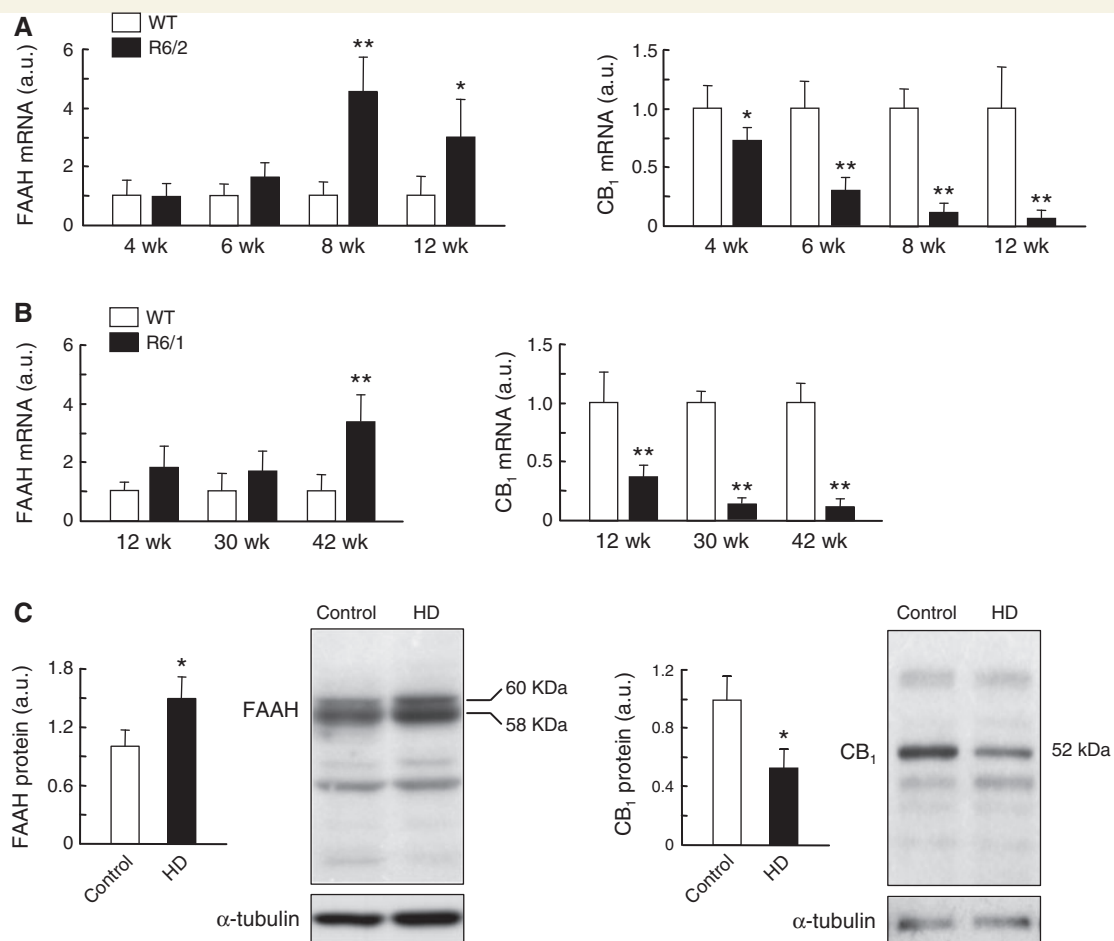 A
WT
R6/2
FAAH mRNA (a.u.)
6
4
2
0
**
*
4 wk 6 wk 8 wk 12 wk
CB₁ mRNA (a.u.)
1.5
1.0
0.5
0
*
**
**
**
4 wk 6 wk 8 wk 12 wk
B
WT
R6/1
FAAH mRNA (a.u.)
6
4
2
0
**
12 wk 30 wk 42 wk
CB₁ mRNA (a.u.)
1.5
1.0
0.5
0
**
**
**
12 wk 30 wk 42 wk
C
FAAH protein (a.u.)
1.8
1.2
0.6
0
*
Control HD
Control HD
FAAH
60 KDa
58 KDa
α-tubulin
CB₁ protein (a.u.)
1.2
0.8
0.4
0
*
Control HD
Control HD
CB₁
52 kDa
α-tubulin